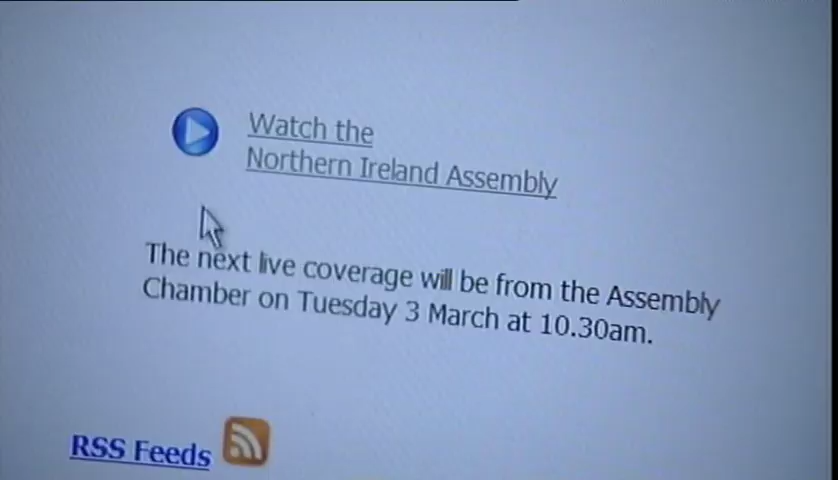 Watch the
Northern Ireland Assembly
The next live coverage will be from the Assembly
Chamber on Tuesday 3 March at 10.30am.
RSS Feeds